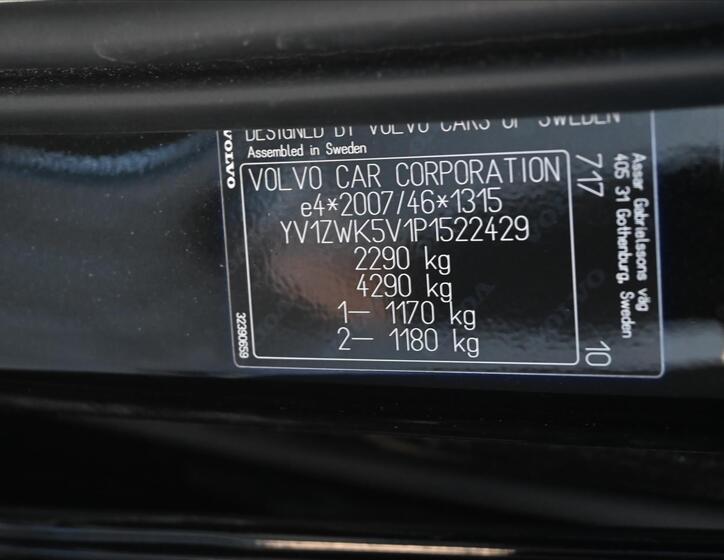 DESIGNED BY VOLVO CARS OF SWEDEN
Assembled in Sweden
VOLVO CAR CORPORATION
e4*2007/46*1315
YV1ZWK5V1P1522429
2290 kg
4290 kg
1– 1170 kg
2– 1180 kg
VOLVO
32390659
717
10
Assar Gabrielssons väg
405 31 Gothenburg, Sweden